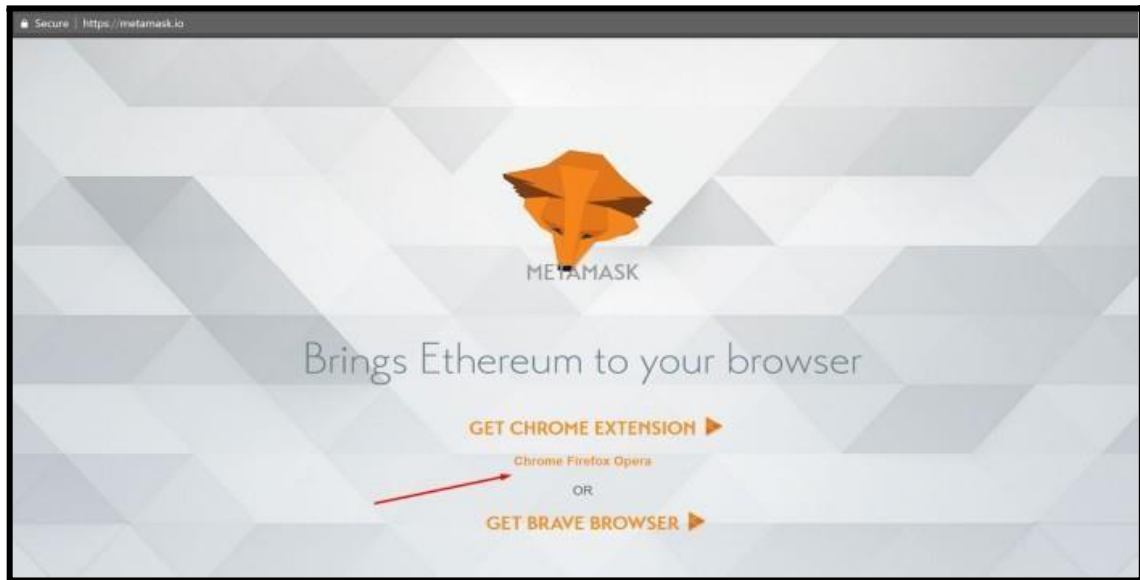 Secure | https://metamask.io
METAMASK
Brings Ethereum to your browser
GET CHROME EXTENSION
Chrome Firefox Opera
OR
GET BRAVE BROWSER